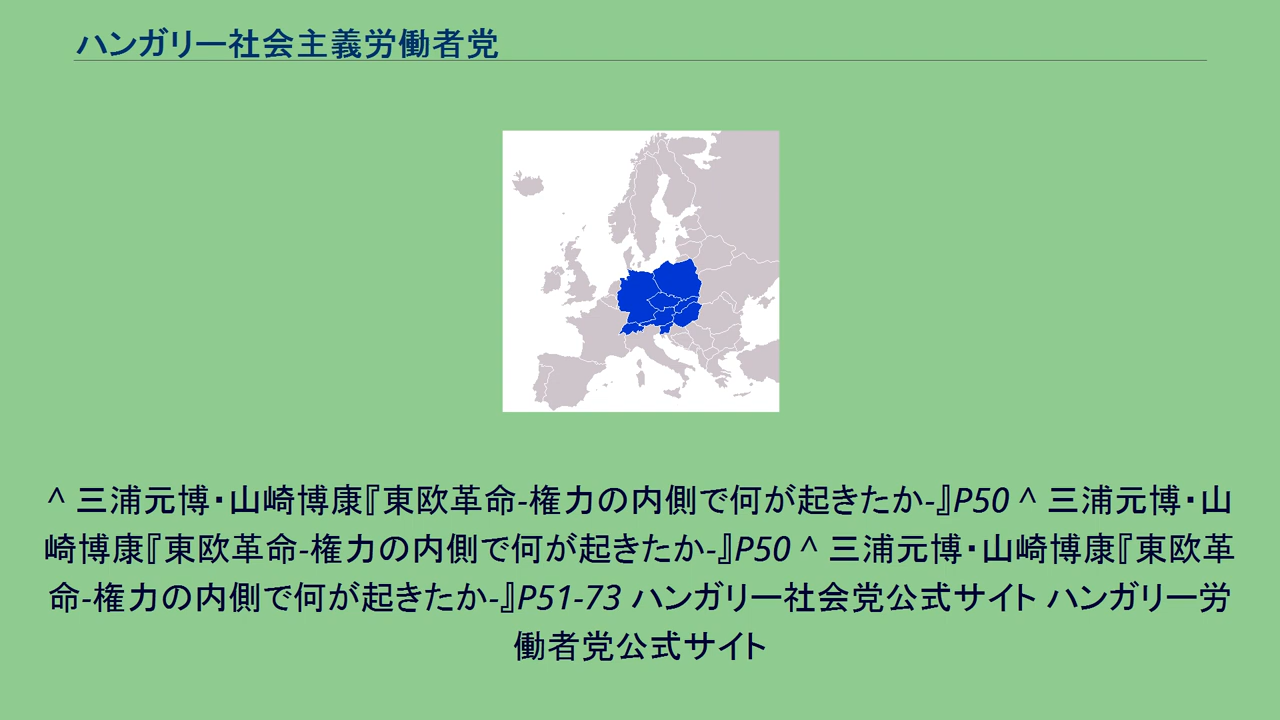 ハンガリー社会主義労働者党
^ 三浦元博・山崎博康『東欧革命-権力の内側で何が起きたか-』P50 ^ 三浦元博・山
崎博康『東欧革命-権力の内側で何が起きたか-』P50 ^ 三浦元博・山崎博康『東欧革
命-権力の内側で何が起きたか-』P51-73 ハンガリー社会党公式サイト ハンガリー労
働者党公式サイト